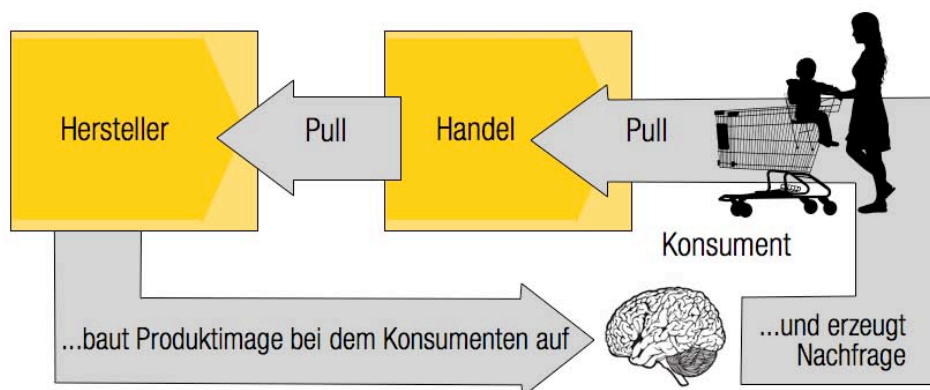 Hersteller
Pull
Handel
Pull
Konsument
...baut Produktimage bei dem Konsumenten auf
...und erzeugt
Nachfrage